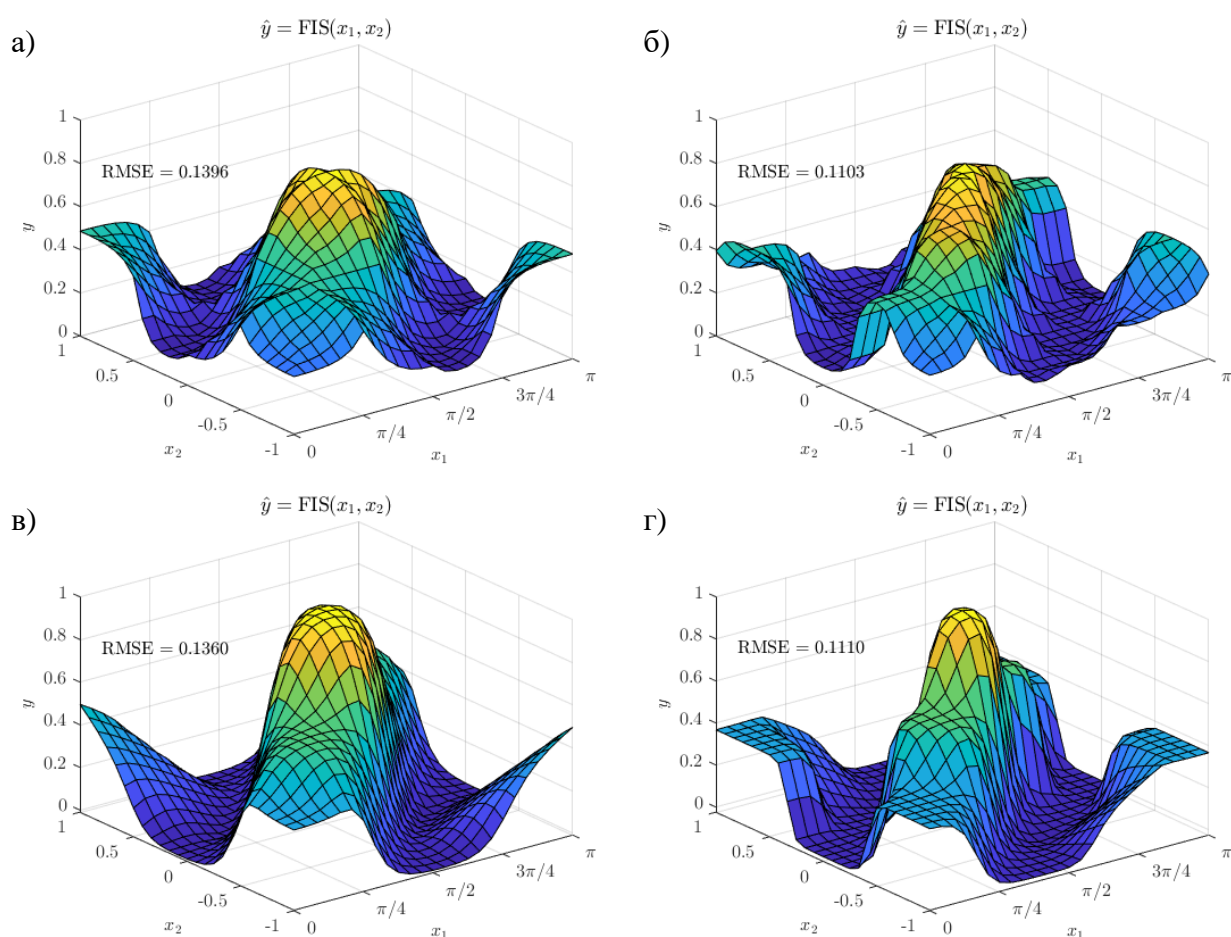 а)
ŷ = FIS(x₁, x₂)
RMSE = 0.1396
y
1
0.8
0.6
0.4
0.2
0
1
0.5
0
-0.5
-1
x₂
0
π/4
π/2
3π/4
π
x₁
б)
ŷ = FIS(x₁, x₂)
RMSE = 0.1103
y
1
0.8
0.6
0.4
0.2
0
1
0.5
0
-0.5
-1
x₂
0
π/4
π/2
3π/4
π
x₁
в)
ŷ = FIS(x₁, x₂)
RMSE = 0.1360
y
1
0.8
0.6
0.4
0.2
0
1
0.5
0
-0.5
-1
x₂
0
π/4
π/2
3π/4
π
x₁
г)
ŷ = FIS(x₁, x₂)
RMSE = 0.1110
y
1
0.8
0.6
0.4
0.2
0
1
0.5
0
-0.5
-1
x₂
0
π/4
π/2
3π/4
π
x₁